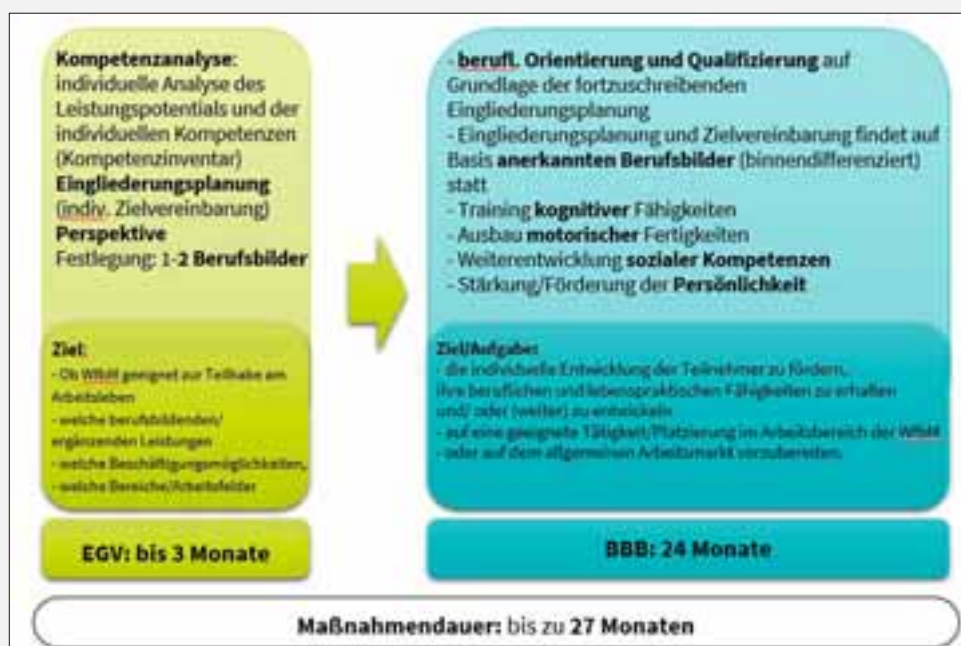 Kompetenzanalyse:
individuelle Analyse des
Leistungspotentials und der
individuellen Kompetenzen
(Kompetenzinventar)
Eingliederungsplanung
(indiv. Zielvereinbarung)
Perspektive
Festlegung: 1-2 Berufsbilder
Ziel:
- Ob WfbM geeignet zur Teilhabe am
Arbeitsleben
- welche berufsbildenden/
ergänzenden Leistungen
- welche Beschäftigungsmöglichkeiten,
- welche Bereiche/Arbeitsfelder
EGV: bis 3 Monate
- berufl. Orientierung und Qualifizierung auf
Grundlage der fortzuschreibenden
Eingliederungsplanung
- Eingliederungsplanung und Zielvereinbarung findet auf
Basis anerkannten Berufsbilder (binnendifferenziert)
statt
- Training kognitiver Fähigkeiten
- Ausbau motorischer Fertigkeiten
- Weiterentwicklung sozialer Kompetenzen
- Stärkung/Förderung der Persönlichkeit
Ziel/Aufgabe:
- die individuelle Entwicklung der Teilnehmer zu fördern,
ihre beruflichen und lebenspraktischen Fähigkeiten zu erhalten
und/ oder (weiter) zu entwickeln
- auf eine geeignete Tätigkeit/Platzierung im Arbeitsbereich der WfbM
- oder auf dem allgemeinen Arbeitsmarkt vorzubereiten.
BBB: 24 Monate
Maßnahmendauer: bis zu 27 Monaten